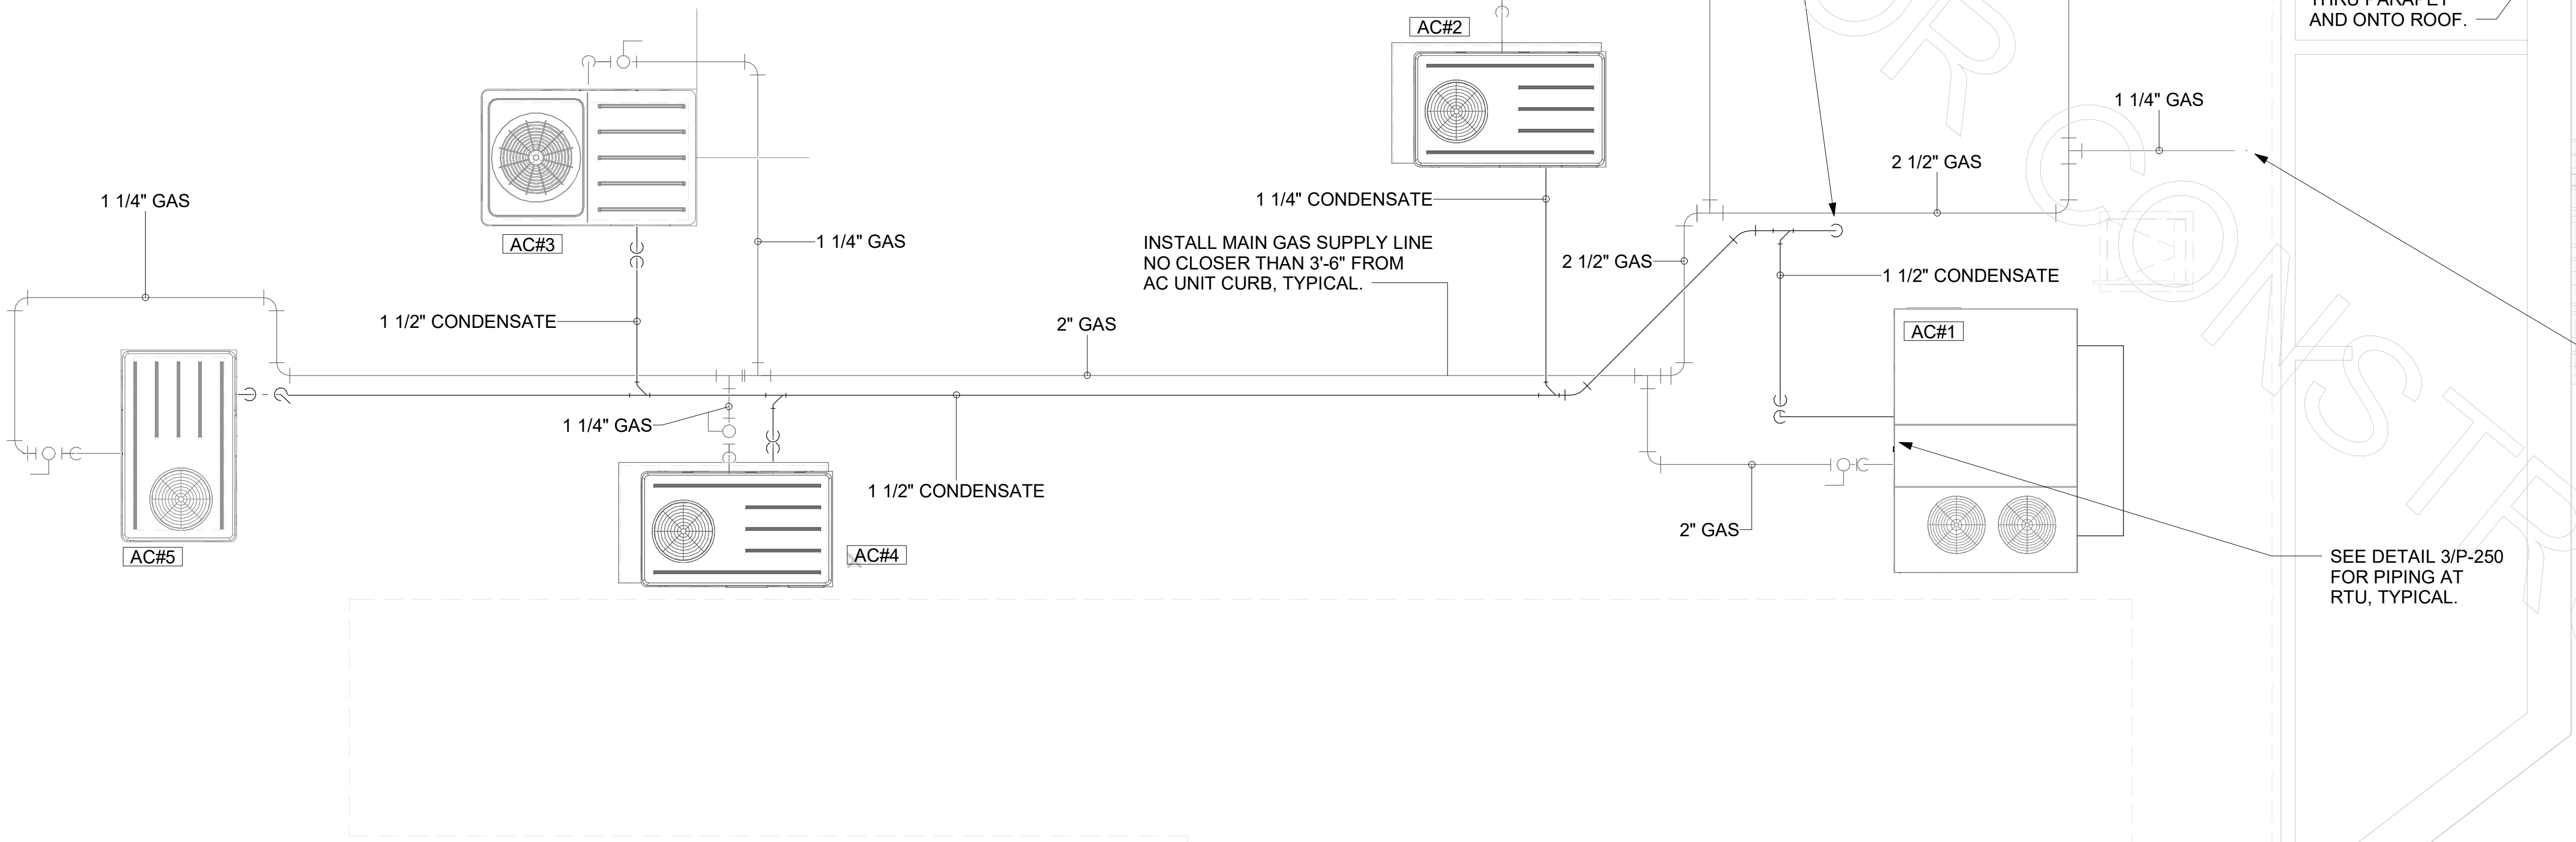 AC#2
THRU PARAPET
AND ONTO ROOF.
1 1/4" GAS
2 1/2" GAS
1 1/4" GAS
1 1/4" CONDENSATE
AC#3
1 1/4" GAS
INSTALL MAIN GAS SUPPLY LINE
NO CLOSER THAN 3'-6" FROM
AC UNIT CURB, TYPICAL.
2 1/2" GAS
1 1/2" CONDENSATE
1 1/2" CONDENSATE
2" GAS
AC#1
1 1/4" GAS
1 1/2" CONDENSATE
2" GAS
AC#5
AC#4
SEE DETAIL 3/P-250
FOR PIPING AT
RTU, TYPICAL.
OR CONSTR